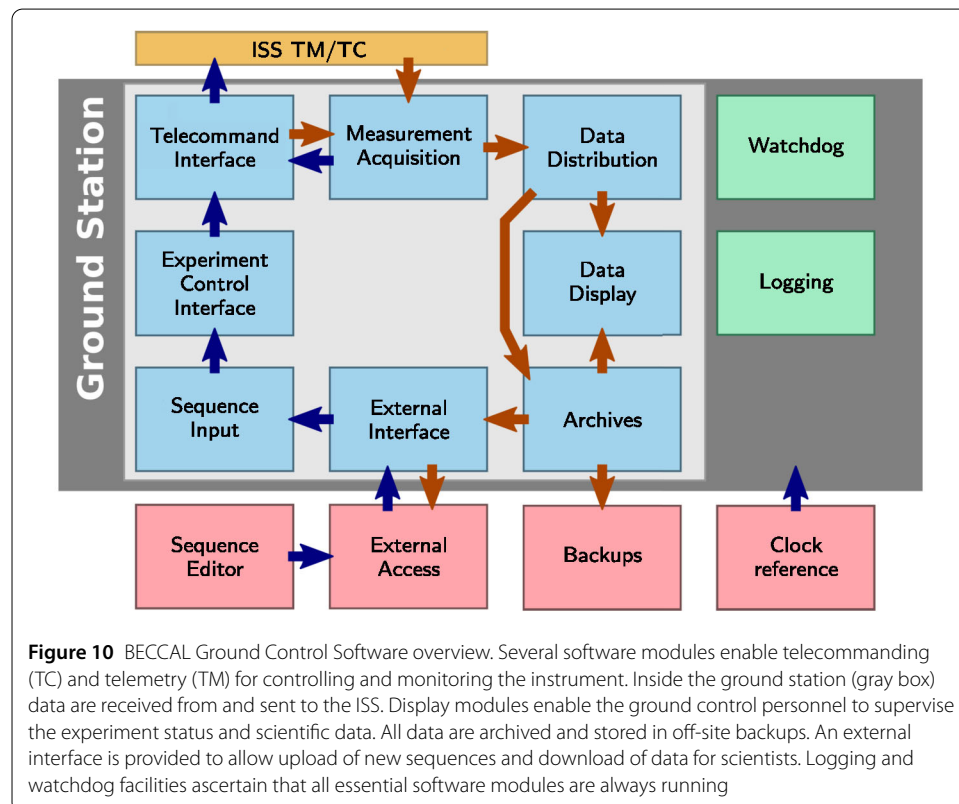 ISS TM/TC
Ground Station
Telecommand
Interface
Measurement
Acquisition
Data
Distribution
Watchdog
Experiment
Control
Interface
Data
Display
Logging
Sequence
Input
External
Interface
Archives
Sequence
Editor
External
Access
Backups
Clock
reference
Figure 10 BECCAL Ground Control Software overview. Several software modules enable telecommanding
(TC) and telemetry (TM) for controlling and monitoring the instrument. Inside the ground station (gray box)
data are received from and sent to the ISS. Display modules enable the ground control personnel to supervise
the experiment status and scientific data. All data are archived and stored in off-site backups. An external
interface is provided to allow upload of new sequences and download of data for scientists. Logging and
watchdog facilities ascertain that all essential software modules are always running